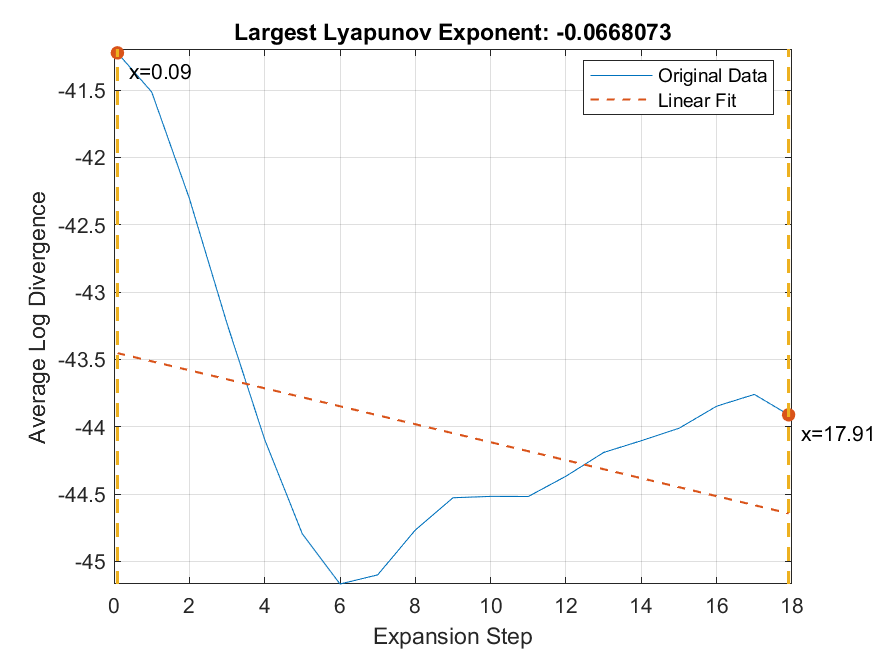 Largest Lyapunov Exponent: -0.0668073
x=0.09
Original Data
Linear Fit
-41.5
-42
-42.5
-43
-43.5
-44
-44.5
-45
Average Log Divergence
x=17.91
0 2 4 6 8 10 12 14 16 18
Expansion Step